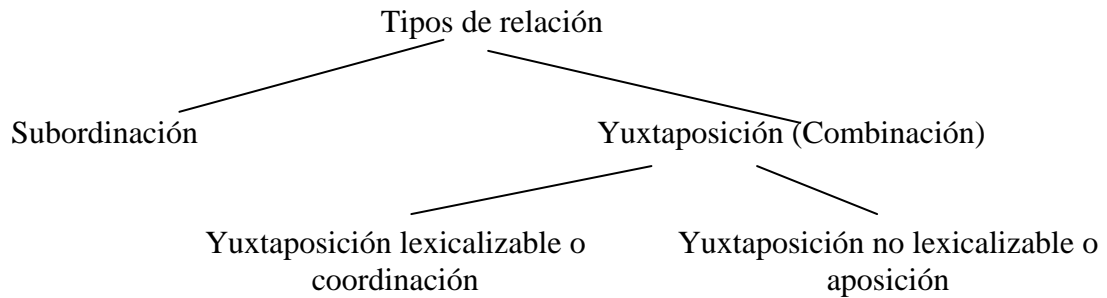 Tipos de relación
Subordinación
Yuxtaposición (Combinación)
Yuxtaposición lexicalizable o
coordinación
Yuxtaposición no lexicalizable o
aposición